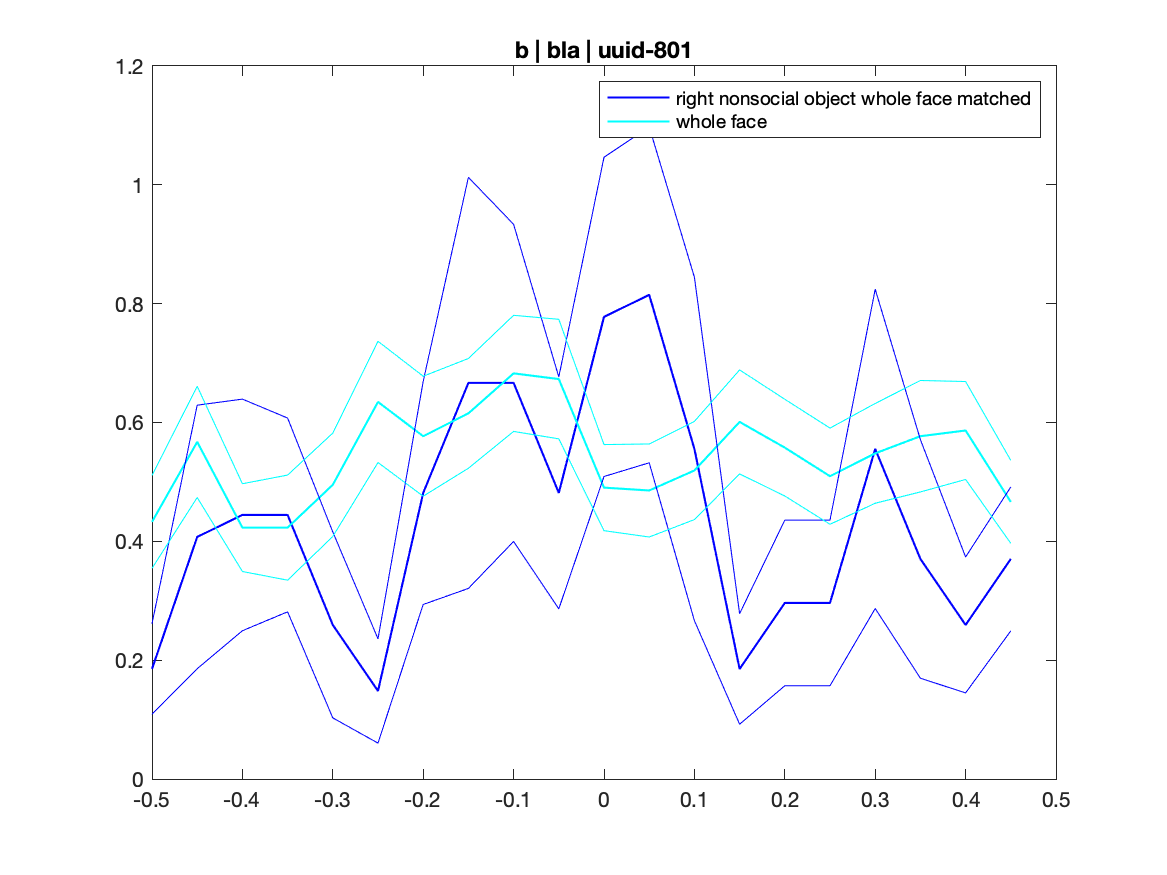 b | bla | uuid-801
right nonsocial object whole face matched
whole face
1.2
1
0.8
0.6
0.4
0.2
0
-0.5 -0.4 -0.3 -0.2 -0.1 0 0.1 0.2 0.3 0.4 0.5